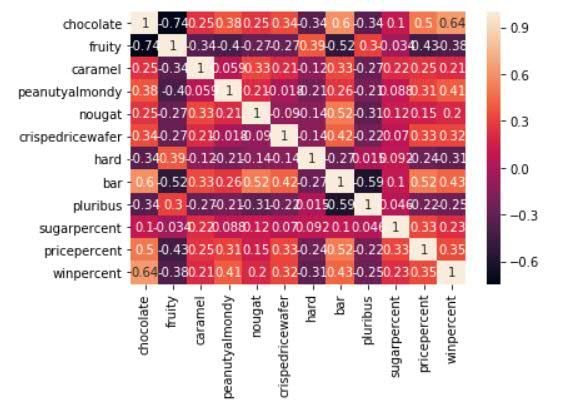 chocolate 1 -0.74 0.25 0.38 0.25 0.34 -0.34 0.6 -0.34 0.1 0.5 0.64
fruity -0.74 1 -0.34 -0.4 -0.27 -0.27 0.39 -0.52 0.3 -0.034 -0.43 -0.38
caramel 0.25 -0.34 1 0.059 0.33 0.21 -0.12 0.33 -0.27 0.22 0.25 0.21
peanutyalmondy 0.38 -0.4 0.059 1 0.21 -0.018 -0.21 0.26 -0.21 0.088 0.31 0.41
nougat 0.25 -0.27 0.33 0.21 1 -0.09 -0.14 0.52 -0.31 0.12 0.15 0.2
crispedricewafer 0.34 -0.27 0.21 -0.018 -0.09 1 -0.14 0.42 -0.22 0.07 0.33 0.32
hard -0.34 0.39 -0.12 -0.21 -0.14 -0.14 1 -0.27 0.015 0.092 -0.24 -0.31
bar 0.6 -0.52 0.33 0.26 0.52 0.42 -0.27 1 -0.59 0.1 0.52 0.43
pluribus -0.34 0.3 -0.27 -0.21 -0.31 -0.22 0.015 -0.59 1 0.046 -0.22 -0.25
sugarpercent 0.1 -0.034 0.22 0.088 0.12 0.07 0.092 0.1 0.046 1 0.33 0.23
pricepercent 0.5 -0.43 0.25 0.31 0.15 0.33 -0.24 0.52 -0.22 0.33 1 0.35
winpercent 0.64 -0.38 0.21 0.41 0.2 0.32 -0.31 0.43 -0.25 0.23 0.35 1
chocolate
fruity
caramel
peanutyalmondy
nougat
crispedricewafer
hard
bar
pluribus
sugarpercent
pricepercent
winpercent
0.9
0.6
0.3
0.0
−0.3
−0.6